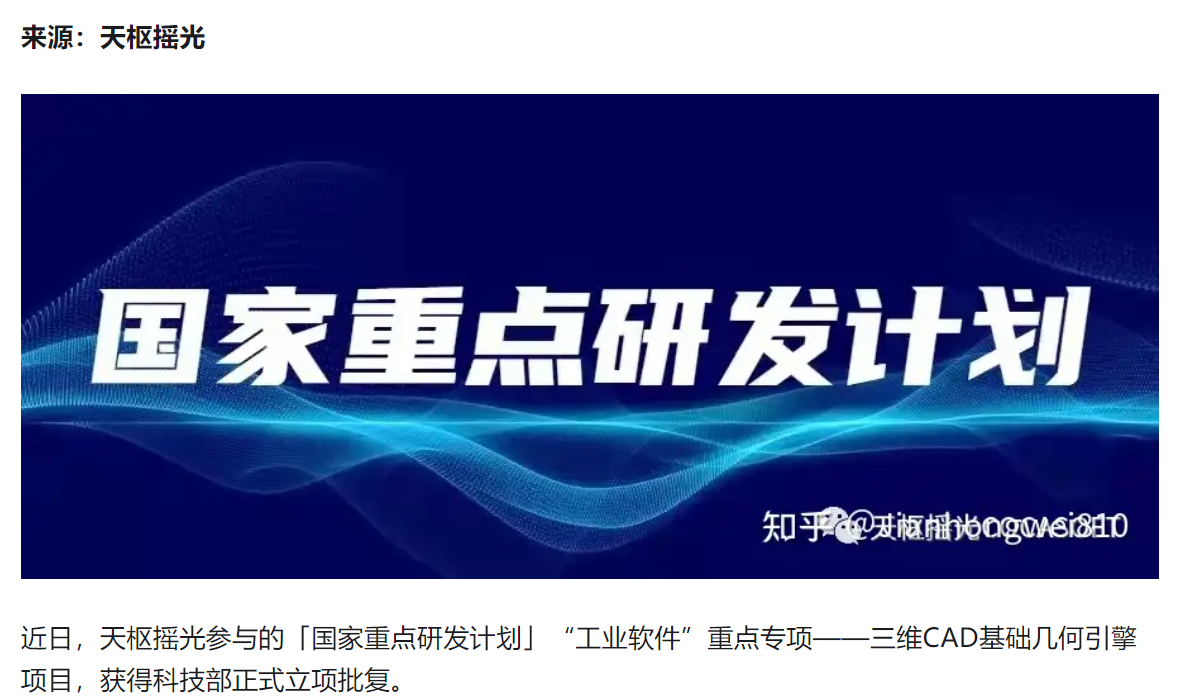 来源：天枢摇光
国家重点研发计划
知乎 @jianhongwei810
近日，天枢摇光参与的「国家重点研发计划」“工业软件”重点专项——三维CAD基础几何引擎
项目，获得科技部正式立项批复。